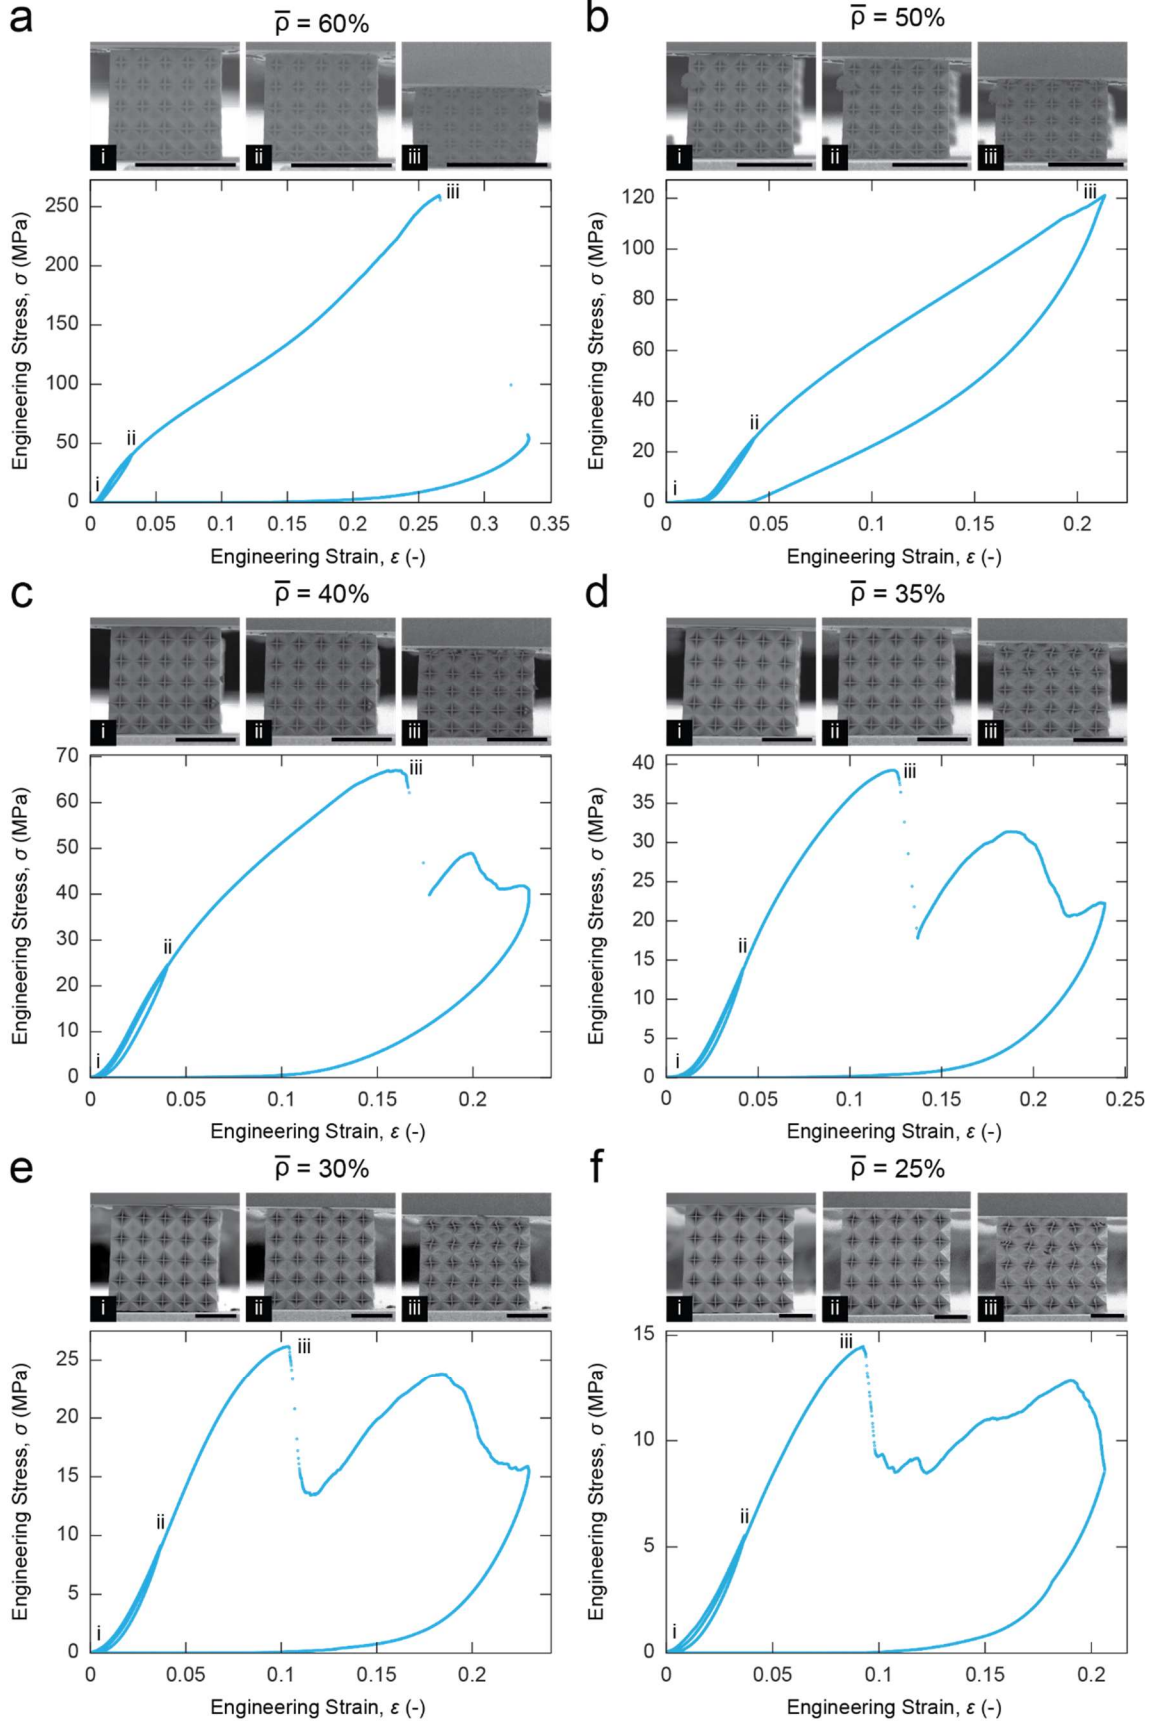 a
ρ̅ = 60%
i
ii
iii
250
200
150
100
50
0
0
0.05
0.1
0.15
0.2
0.25
0.3
0.35
Engineering Stress, σ (MPa)
Engineering Strain, ε (-)
i
ii
iii
b
ρ̅ = 50%
i
ii
iii
120
100
80
60
40
20
0
0
0.05
0.1
0.15
0.2
Engineering Stress, σ (MPa)
Engineering Strain, ε (-)
i
ii
iii
c
ρ̅ = 40%
i
ii
iii
70
60
50
40
30
20
10
0
0
0.05
0.1
0.15
0.2
Engineering Stress, σ (MPa)
Engineering Strain, ε (-)
i
ii
iii
d
ρ̅ = 35%
i
ii
iii
40
35
30
25
20
15
10
5
0
0
0.05
0.1
0.15
0.2
0.25
Engineering Stress, σ (MPa)
Engineering Strain, ε (-)
i
ii
iii
e
ρ̅ = 30%
i
ii
iii
25
20
15
10
5
0
0
0.05
0.1
0.15
0.2
Engineering Stress, σ (MPa)
Engineering Strain, ε (-)
i
ii
iii
f
ρ̅ = 25%
i
ii
iii
15
10
5
0
0
0.05
0.1
0.15
0.2
Engineering Stress, σ (MPa)
Engineering Strain, ε (-)
i
ii
iii